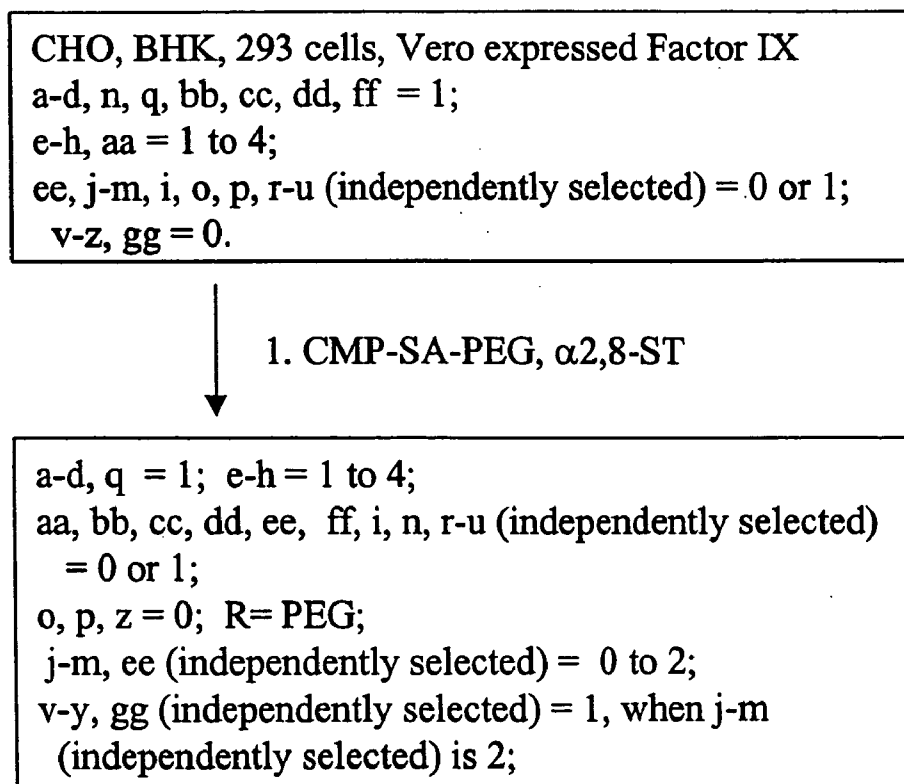 CHO, BHK, 293 cells, Vero expressed Factor IX
a-d, n, q, bb, cc, dd, ff = 1;
e-h, aa = 1 to 4;
ee, j-m, i, o, p, r-u (independently selected) = 0 or 1;
v-z, gg = 0.
1. CMP-SA-PEG, α2,8-ST
a-d, q = 1; e-h = 1 to 4;
aa, bb, cc, dd, ee, ff, i, n, r-u (independently selected)
= 0 or 1;
o, p, z = 0; R= PEG;
j-m, ee (independently selected) = 0 to 2;
v-y, gg (independently selected) = 1, when j-m
(independently selected) is 2;